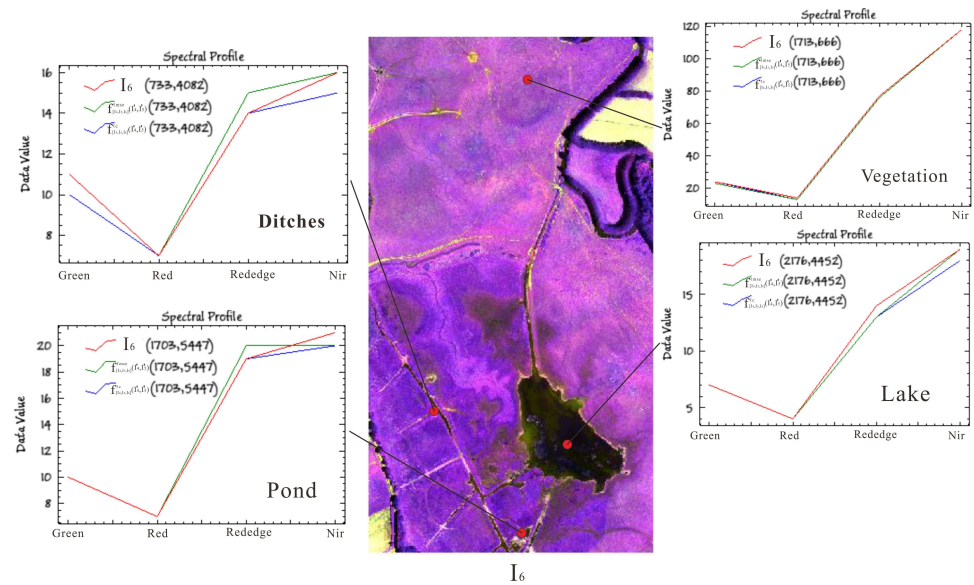 Spectral Profile
Data Value
16
14
12
10
8
Green
Red
Rededge
Nir
I6 (733,4082)
(733,4082)
(733,4082)
Ditches
Spectral Profile
Data Value
20
18
16
14
12
10
8
Green
Red
Rededge
Nir
I6 (1703,5447)
(1703,5447)
(1703,5447)
Pond
I6
Spectral Profile
Data Value
120
100
80
60
40
20
Green
Red
Rededge
Nir
I6 (1713,666)
(1713,666)
(1713,666)
Vegetation
Spectral Profile
Data Value
15
10
5
Green
Red
Rededge
Nir
I6 (2176,4452)
(2176,4452)
(2176,4452)
Lake